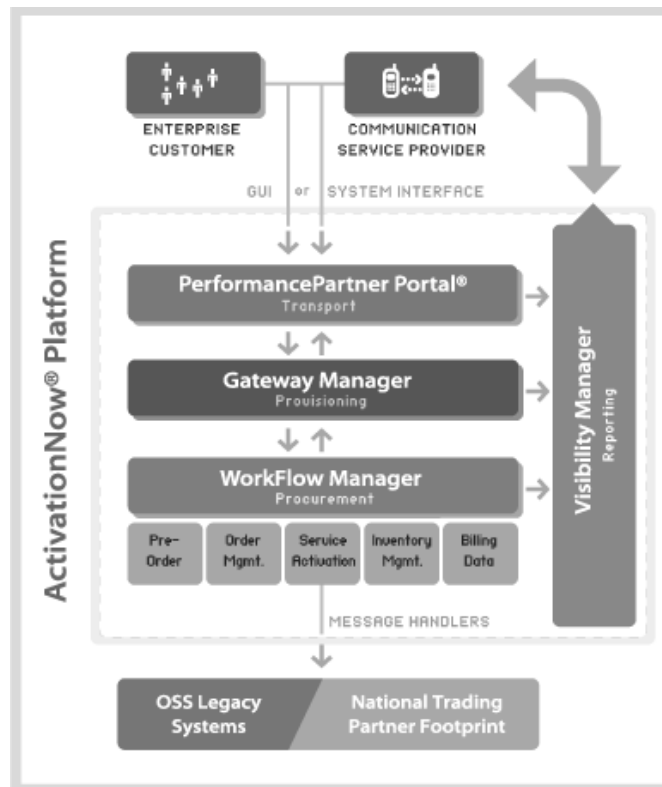 ENTERPRISE
CUSTOMER
COMMUNICATION
SERVICE PROVIDER
GUI or SYSTEM INTERFACE
ActivationNow® Platform
PerformancePartner Portal®
Transport
Gateway Manager
Provisioning
WorkFlow Manager
Procurement
Pre-
Order
Order
Mgmt.
Service
Activation
Inventory
Mgmt.
Billing
Data
Visibility Manager
Reporting
MESSAGE HANDLERS
OSS Legacy
Systems
National Trading
Partner Footprint